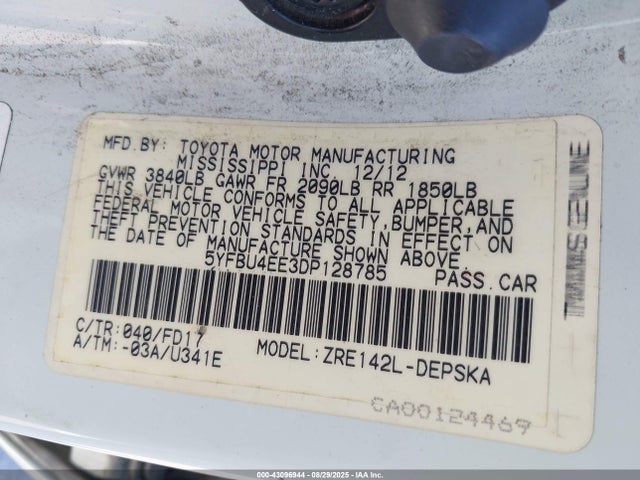 MFD.BY: TOYOTA MOTOR MANUFACTURING
MISSISSIPPI INC. 12/12
GVWR 3840LB GAWR FR 2090LB RR 1850LB
THIS VEHICLE CONFORMS TO ALL APPLICABLE
FEDERAL MOTOR VEHICLE SAFETY,BUMPER,AND
THEFT PREVENTION STANDARDS IN EFFECT ON
THE DATE OF MANUFACTURE SHOWN ABOVE.
5YFBU4EE3DP128785 PASS.CAR
C/TR:040/FD17
A/TM:-03A/U341E MODEL:ZRE142L-DEPSKA
CA00124469
000-43096944 - 08/29/2025 - IAA Inc.